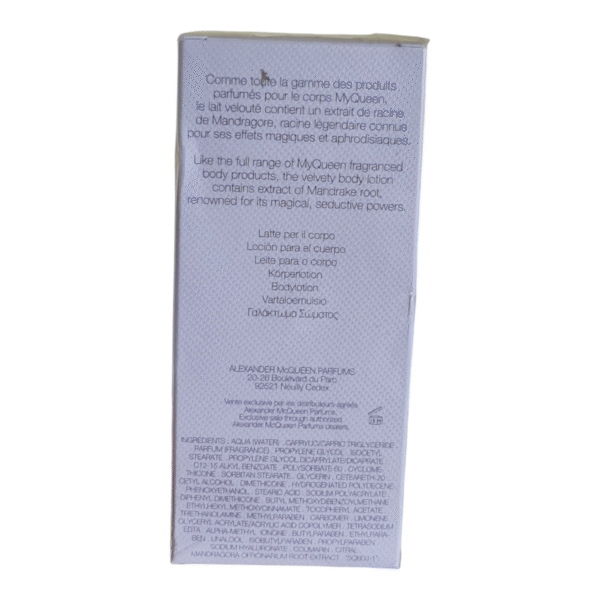 Comme toute la gamme des produits
parfumés pour le corps MyQueen,
le lait velouté contient un extrait de racine
de Mandragore, racine légendaire connue
pour ses effets magiques et aphrodisiaques.
Like the full range of MyQueen fragranced
body products, the velvety body lotion
contains extract of Mandrake root,
renowned for its magical, seductive powers.
Latte per il corpo
Loción para el cuerpo
Leite para o corpo
Körperlotion
Bodylotion
Vartaloemulsio
Γαλάκτωμα Σώματος
ALEXANDER McQUEEN PARFUMS
20-26 Boulevard du Parc
92521 Neuilly Cedex
Vente exclusive par les distributeurs agréés
Alexander McQueen Parfums.
Exclusive sale through authorized
Alexander McQueen Parfums dealers.
INGREDIENTS : AQUA (WATER), CAPRYLIC/CAPRIC TRIGLYCERIDE
PARFUM (FRAGRANCE), PROPYLENE GLYCOL, ISOCETYL
STEARATE, PROPYLENE GLYCOL DICAPRYLATE/DICAPRATE
C12-15 ALKYL BENZOATE, POLYSORBATE 60, CYCLOME-
THICONE, SORBITAN STEARATE, GLYCERIN, CETEARETH-20
CETYL ALCOHOL, DIMETHICONE, HYDROGENATED POLYDECENE
PHENOXYETHANOL, STEARIC ACID, SODIUM POLYACRYLATE
DIPHENYL DIMETHICONE, BUTYL METHOXYDIBENZOYLMETHANE
ETHYLHEXYL METHOXYCINNAMATE, TOCOPHERYL ACETATE
TRIETHANOLAMINE, METHYLPARABEN, CARBOMER, LIMONENE
GLYCERYL ACRYLATE/ACRYLIC ACID COPOLYMER, TETRASODIUM
EDTA, ALPHA METHYL IONONE, BUTYLPARABEN, ETHYLPARA-
BEN, LINALOOL, ISOBUTYLPARABEN, PROPYLPARABEN
SODIUM HYALURONATE, COUMARIN, CITRAL
MANDRAGORA OFFICINARUM ROOT EXTRACT